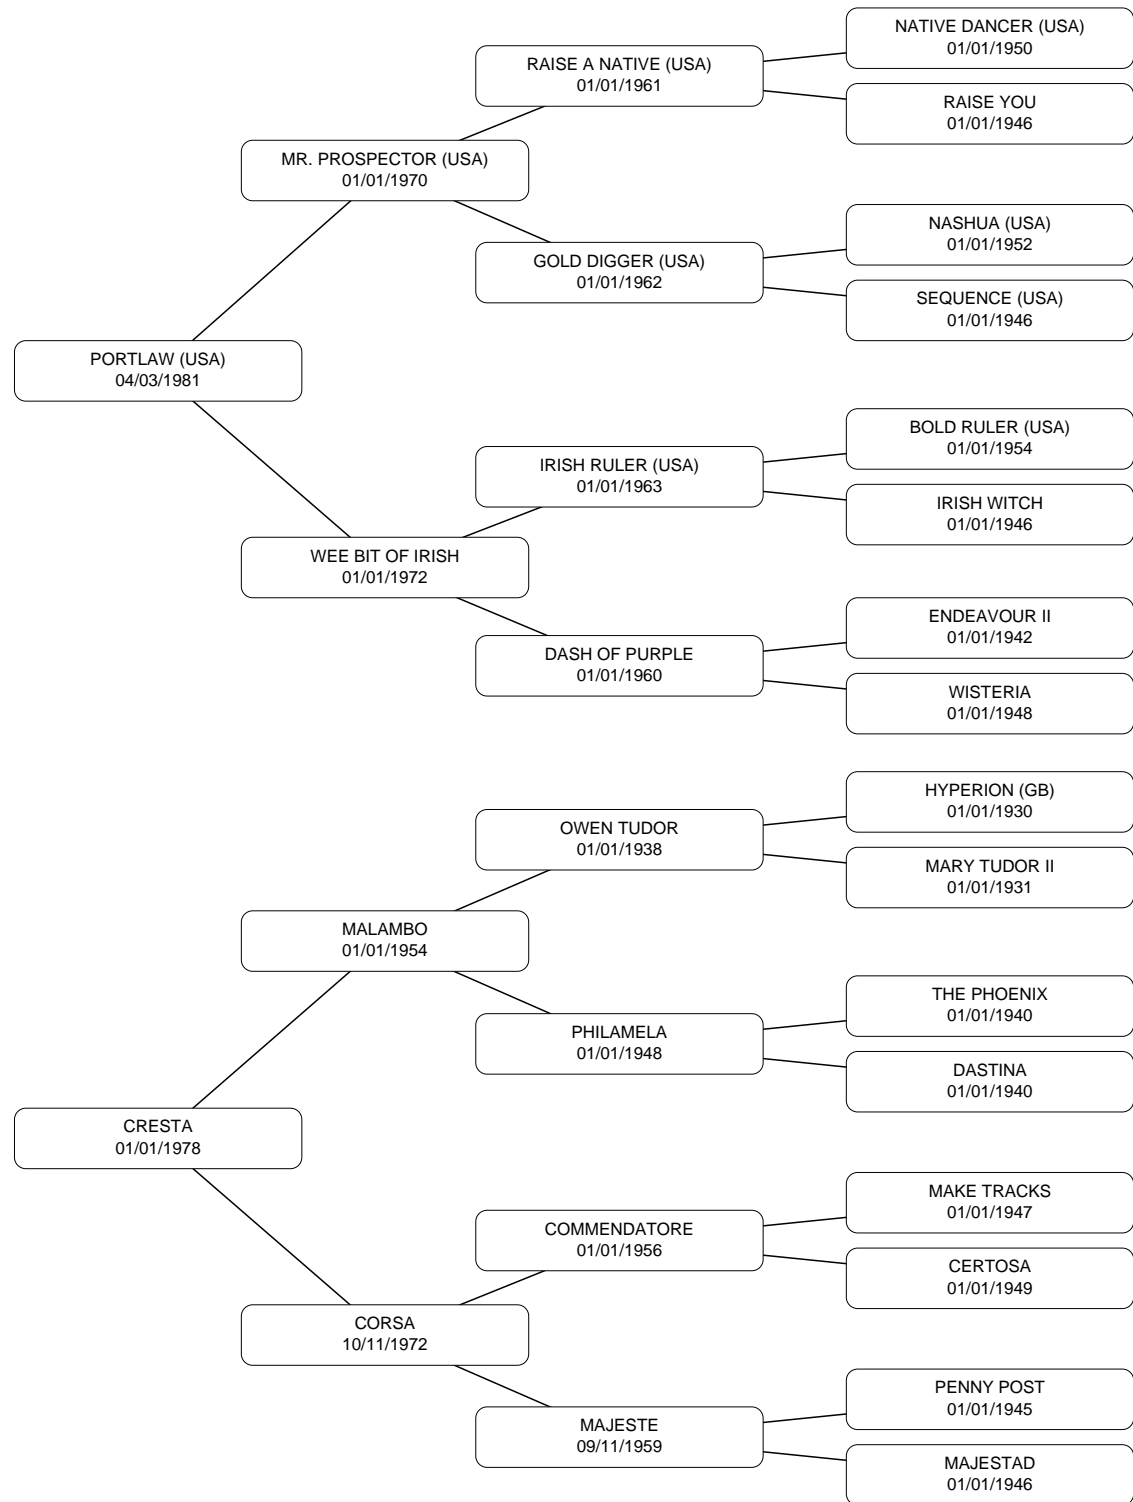 NATIVE DANCER (USA)
01/01/1950
RAISE A NATIVE (USA)
01/01/1961
RAISE YOU
01/01/1946
MR. PROSPECTOR (USA)
01/01/1970
NASHUA (USA)
01/01/1952
GOLD DIGGER (USA)
01/01/1962
SEQUENCE (USA)
01/01/1946
PORTLAW (USA)
04/03/1981
BOLD RULER (USA)
01/01/1954
IRISH RULER (USA)
01/01/1963
IRISH WITCH
01/01/1946
WEE BIT OF IRISH
01/01/1972
ENDEAVOUR II
01/01/1942
DASH OF PURPLE
01/01/1960
WISTERIA
01/01/1948
HYPERION (GB)
01/01/1930
OWEN TUDOR
01/01/1938
MARY TUDOR II
01/01/1931
MALAMBO
01/01/1954
THE PHOENIX
01/01/1940
PHILAMELA
01/01/1948
DASTINA
01/01/1940
CRESTA
01/01/1978
MAKE TRACKS
01/01/1947
COMMENDATORE
01/01/1956
CERTOSA
01/01/1949
CORSA
10/11/1972
PENNY POST
01/01/1945
MAJESTE
09/11/1959
MAJESTAD
01/01/1946